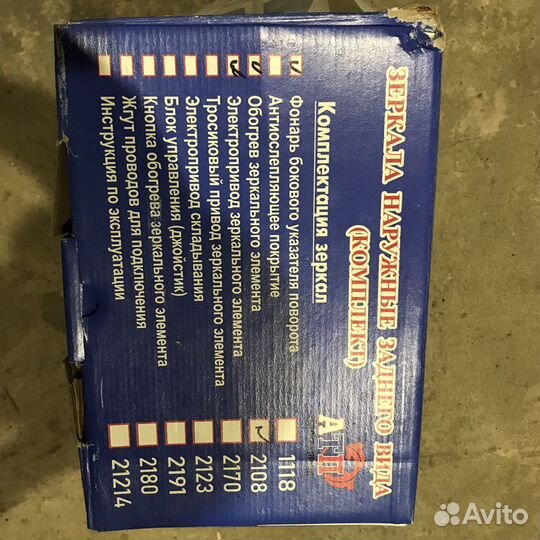 ЗЕРКАЛА НАРУЖНЫЕ ЗАДНЕГО ВИДА
(КОМПЛЕКТ)
Комплектация зеркал
Фонарь бокового указателя поворота
Антиослепляющее покрытие
Обогрев зеркального элемента
Электропривод зеркального элемента
Тросиковый привод зеркального элемента
Электропривод складывания
Блок управления (джойстик)
Кнопка обогрева зеркального элемента
Жгут проводов для подключения
Инструкция по эксплуатации
1118
2108
2170
2123
2191
2180
21214
Avito